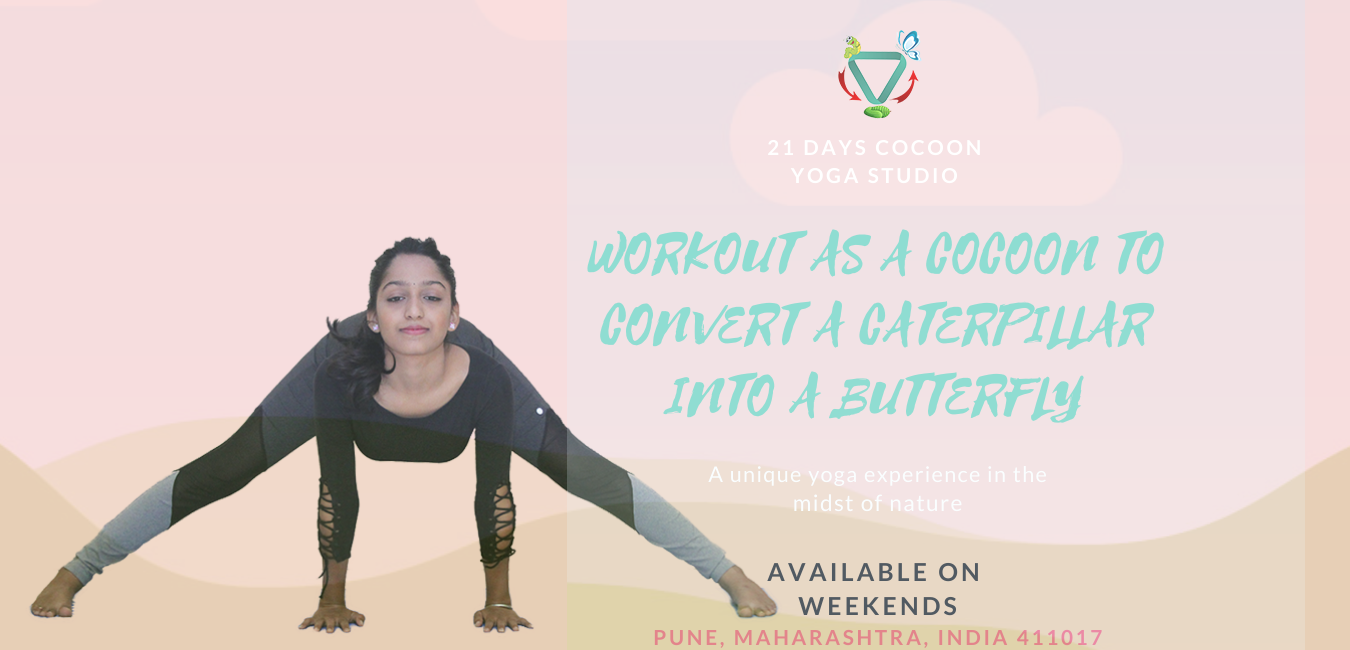 21 DAYS COCOON
YOGA STUDIO
WORKOUT AS A COCOON TO
CONVERT A CATERPILLAR
INTO A BUTTERFLY
A unique yoga experience in the
midst of nature
AVAILABLE ON
WEEKENDS
PUNE, MAHARASHTRA, INDIA 411017